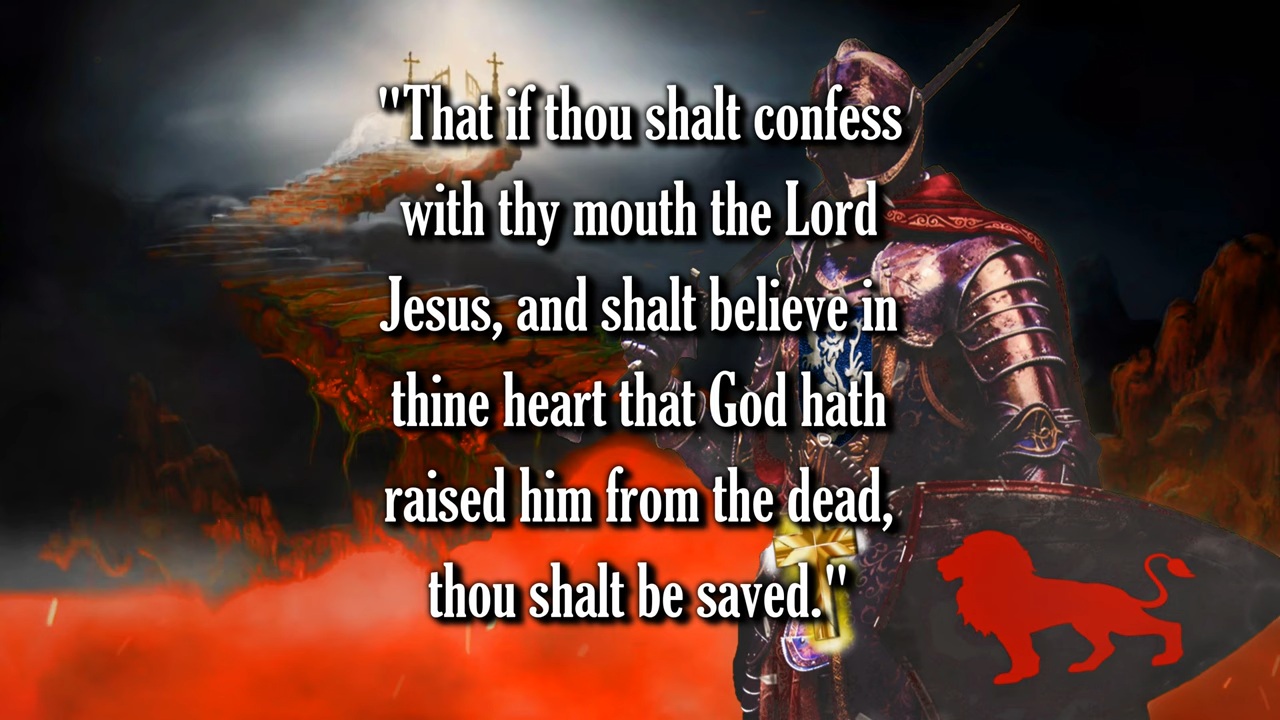 "That if thou shalt confess
with thy mouth the Lord
Jesus, and shalt believe in
thine heart that God hath
raised him from the dead,
thou shalt be saved."